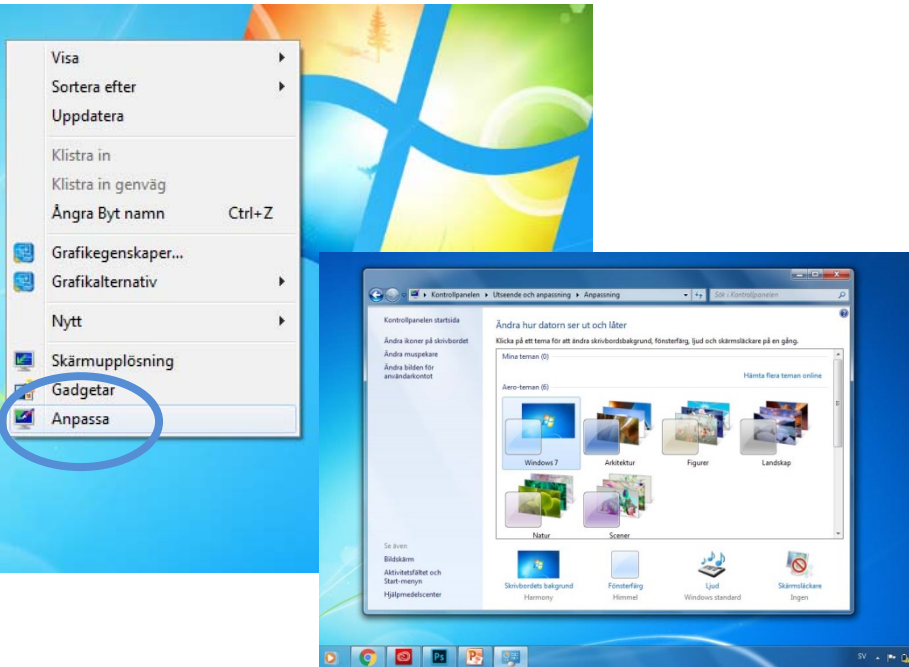 Visa
Sortera efter
Uppdatera
Klistra in
Klistra in genväg
Ångra Byt namn Ctrl+Z
Grafikegenskaper...
Grafikalternativ
Nytt
Skärmupplösning
Gadgetar
Anpassa
Kontrollpanelen Utseende och anpassning Anpassning Sök i Kontrollpanelen
Kontrollpanelen startsida
Ändra ikoner på skrivbordet
Ändra muspekare
Ändra bilden för
användarkontot
Se även
Bildskärm
Aktivitetsfältet och
Start-menyn
Hjälpmedelscenter
Ändra hur datorn ser ut och låter
Klicka på ett tema för att ändra skrivbordsbakgrund, fönsterfärg, ljud och skärmsläckare på en gång.
Mina teman (0)
Hämta flera teman online
Aero-teman (6)
Windows 7 Arkitektur Figurer Landskap
Natur Scener
Skrivbordets bakgrund Fönsterfärg Ljud Skärmsläckare
Harmony Himmel Windows standard Ingen
Ps
SV